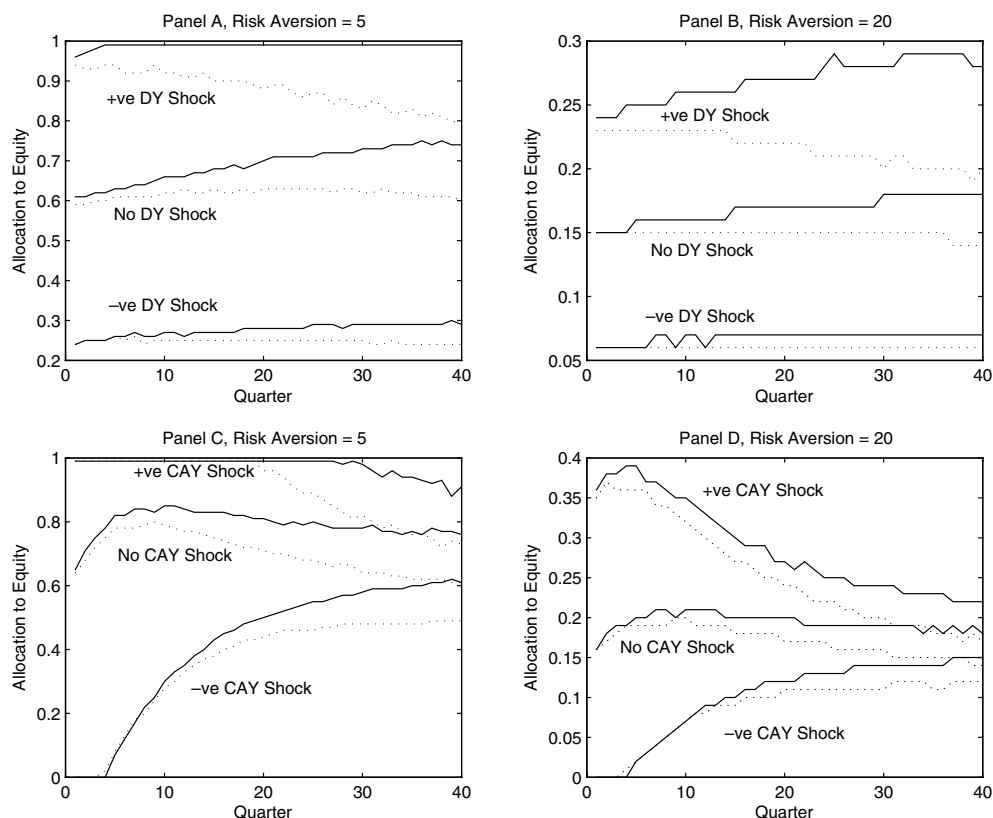 Panel A, Risk Aversion = 5
1
0.9
0.8
0.7
0.6
0.5
0.4
0.3
0.2
Allocation to Equity
+ve DY Shock
No DY Shock
−ve DY Shock
0 10 20 30 40
Quarter
Panel B, Risk Aversion = 20
0.3
0.25
0.2
0.15
0.1
0.05
Allocation to Equity
+ve DY Shock
No DY Shock
−ve DY Shock
0 10 20 30 40
Quarter
Panel C, Risk Aversion = 5
1
0.8
0.6
0.4
0.2
0
Allocation to Equity
+ve CAY Shock
No CAY Shock
−ve CAY Shock
0 10 20 30 40
Quarter
Panel D, Risk Aversion = 20
0.4
0.35
0.3
0.25
0.2
0.15
0.1
0.05
0
Allocation to Equity
+ve CAY Shock
No CAY Shock
−ve CAY Shock
0 10 20 30 40
Quarter